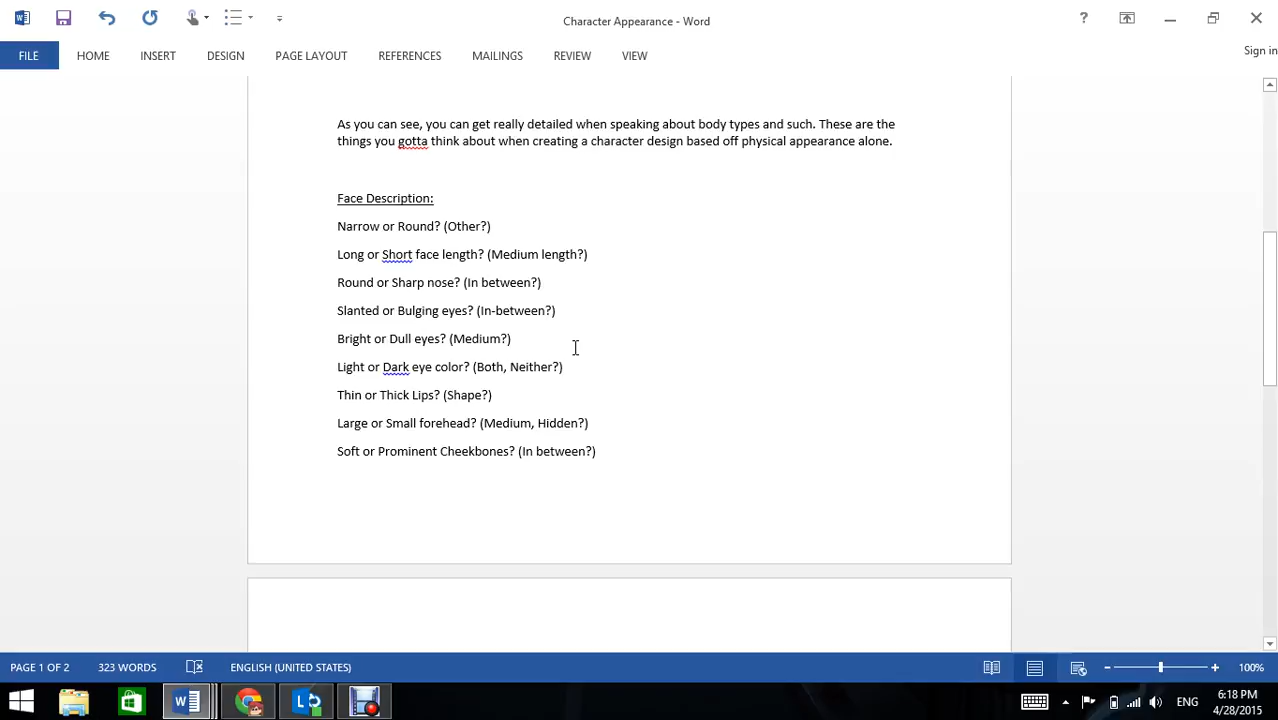 Character Appearance - Word
?
FILE HOME INSERT DESIGN PAGE LAYOUT REFERENCES MAILINGS REVIEW VIEW Sign in
As you can see, you can get really detailed when speaking about body types and such. These are the
things you gotta think about when creating a character design based off physical appearance alone.
Face Description:
Narrow or Round? (Other?)
Long or Short face length? (Medium length?)
Round or Sharp nose? (In between?)
Slanted or Bulging eyes? (In-between?)
Bright or Dull eyes? (Medium?)
Light or Dark eye color? (Both, Neither?)
Thin or Thick Lips? (Shape?)
Large or Small forehead? (Medium, Hidden?)
Soft or Prominent Cheekbones? (In between?)
PAGE 1 OF 2 323 WORDS ENGLISH (UNITED STATES) 100%
ENG 6:18 PM
4/28/2015